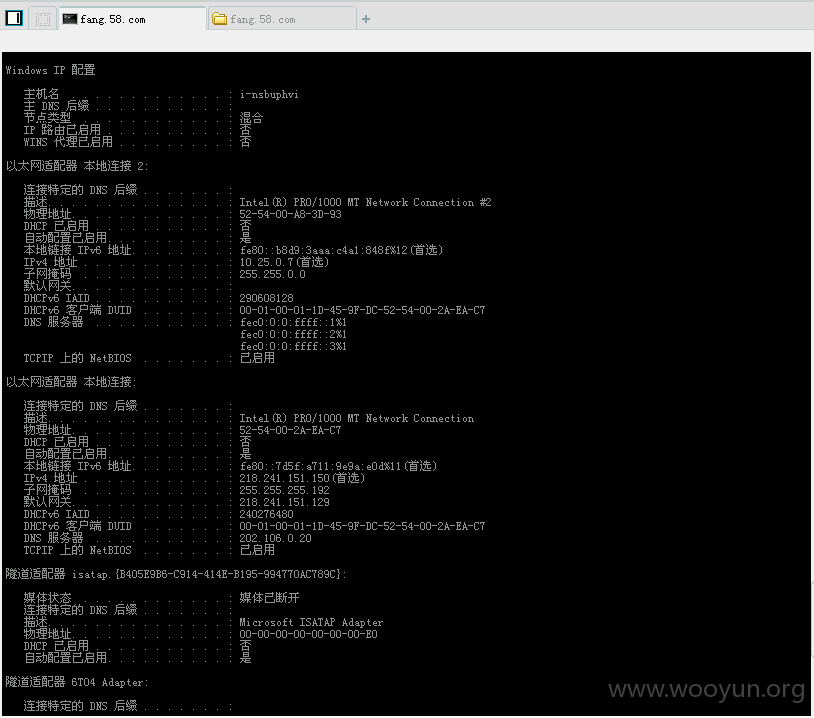 fang.58.com
fang.58.com
Windows IP 配置
主机名 . . . . . . . . . . . . . : i-nsbuphvi
主 DNS 后缀 . . . . . . . . . . . :
节点类型 . . . . . . . . . . . . : 混合
IP 路由已启用 . . . . . . . . . . : 否
WINS 代理已启用 . . . . . . . . . : 否
以太网适配器 本地连接 2:
连接特定的 DNS 后缀 . . . . . . . :
描述. . . . . . . . . . . . . . . : Intel(R) PRO/1000 MT Network Connection #2
物理地址. . . . . . . . . . . . . : 52-54-00-A8-3D-93
DHCP 已启用 . . . . . . . . . . . : 否
自动配置已启用. . . . . . . . . . : 是
本地链接 IPv6 地址. . . . . . . . : fe80::b8d9:3aaa:c4a1:848f%12(首选)
IPv4 地址 . . . . . . . . . . . . : 10.25.0.7(首选)
子网掩码 . . . . . . . . . . . . : 255.255.0.0
默认网关. . . . . . . . . . . . . :
DHCPv6 IAID . . . . . . . . . . . : 290608128
DHCPv6 客户端 DUID . . . . . . . : 00-01-00-01-1D-45-9F-DC-52-54-00-2A-EA-C7
DNS 服务器 . . . . . . . . . . . : fec0:0:0:ffff::1%1
fec0:0:0:ffff::2%1
fec0:0:0:ffff::3%1
TCPIP 上的 NetBIOS . . . . . . . : 已启用
以太网适配器 本地连接:
连接特定的 DNS 后缀 . . . . . . . :
描述. . . . . . . . . . . . . . . : Intel(R) PRO/1000 MT Network Connection
物理地址. . . . . . . . . . . . . : 52-54-00-2A-EA-C7
DHCP 已启用 . . . . . . . . . . . : 否
自动配置已启用. . . . . . . . . . : 是
本地链接 IPv6 地址. . . . . . . . : fe80::7d5f:a711:9e9a:e0d%11(首选)
IPv4 地址 . . . . . . . . . . . . : 218.241.151.150(首选)
子网掩码 . . . . . . . . . . . . : 255.255.255.192
默认网关. . . . . . . . . . . . . : 218.241.151.129
DHCPv6 IAID . . . . . . . . . . . : 240276480
DHCPv6 客户端 DUID . . . . . . . : 00-01-00-01-1D-45-9F-DC-52-54-00-2A-EA-C7
DNS 服务器 . . . . . . . . . . . : 202.106.0.20
TCPIP 上的 NetBIOS . . . . . . . : 已启用
隧道适配器 isatap.{B405E9B6-C914-414E-B195-994770AC789C}:
媒体状态 . . . . . . . . . . . . : 媒体已断开
连接特定的 DNS 后缀 . . . . . . . :
描述. . . . . . . . . . . . . . . : Microsoft ISATAP Adapter
物理地址. . . . . . . . . . . . . : 00-00-00-00-00-00-00-E0
DHCP 已启用 . . . . . . . . . . . : 否
自动配置已启用. . . . . . . . . . : 是
隧道适配器 6TO4 Adapter:
连接特定的 DNS 后缀 . . . . . . . :
www.wooyun.org